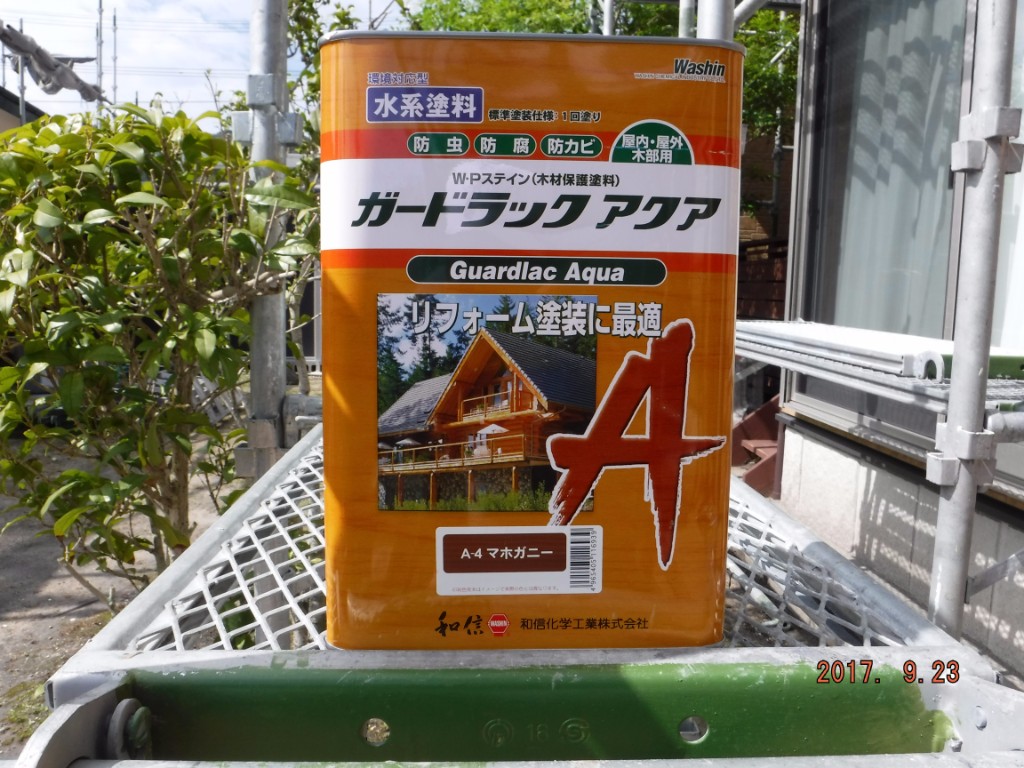 Washin
環境対応型
水系塗料
標準塗装仕様:1回塗り
防虫 防腐 防カビ
屋内・屋外
木部用
W・Pステイン(木材保護塗料)
ガードラック アクア
Guardlac Aqua
リフォーム塗装に最適
A
A-4 マホガニー
和信 WASHIN 和信化学工業株式会社
2017. 9.23
18